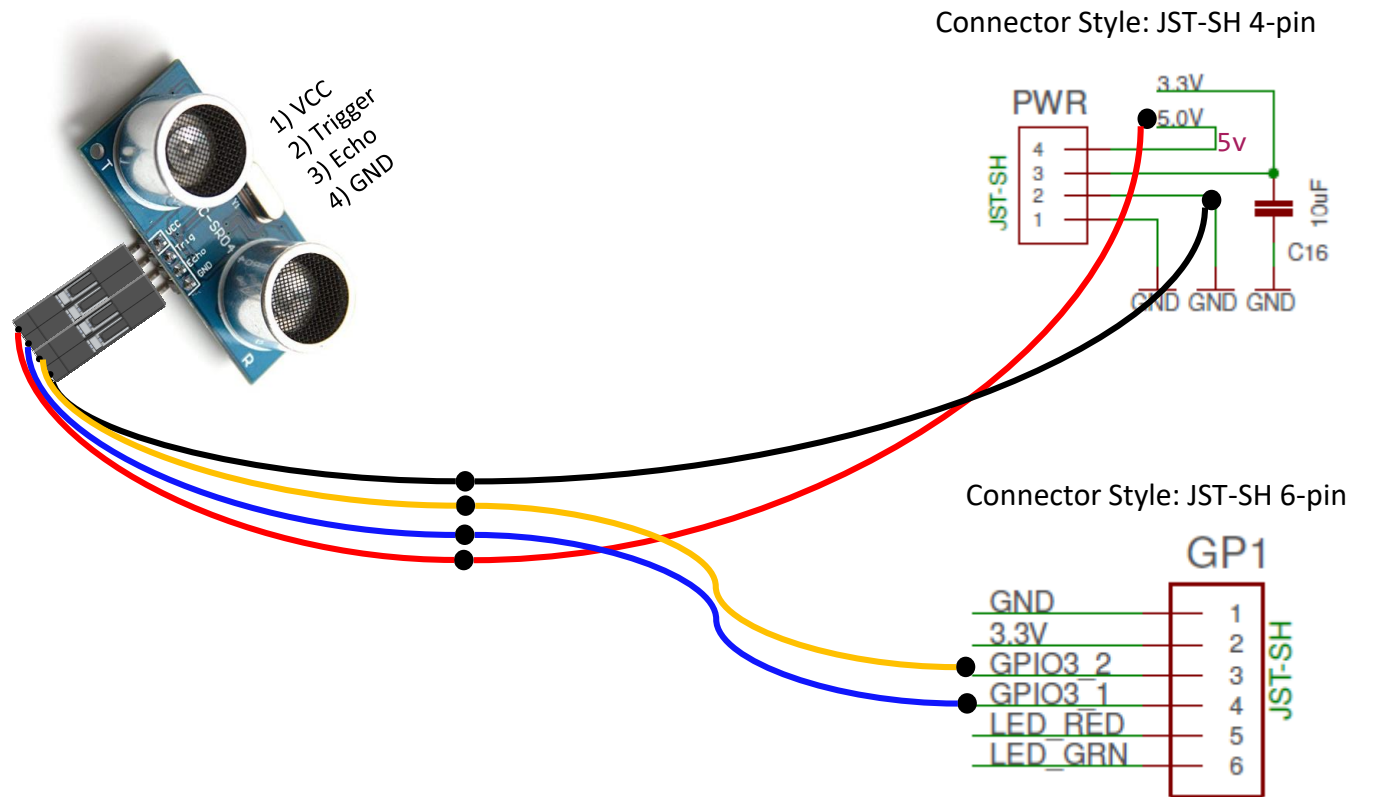 Connector Style: JST-SH 4-pin
1) VCC
2) Trigger
3) Echo
4) GND
T
R
VCC
Trig
Echo
GND
C-SR04
PWR
JST-SH
4
3
2
1
3.3V
5.0V
5v
10uF
C16
GND GND GND
Connector Style: JST-SH 6-pin
GP1
GND 1
3.3V 2
GPIO3_2 3
GPIO3_1 4
LED_RED 5
LED_GRN 6
JST-SH